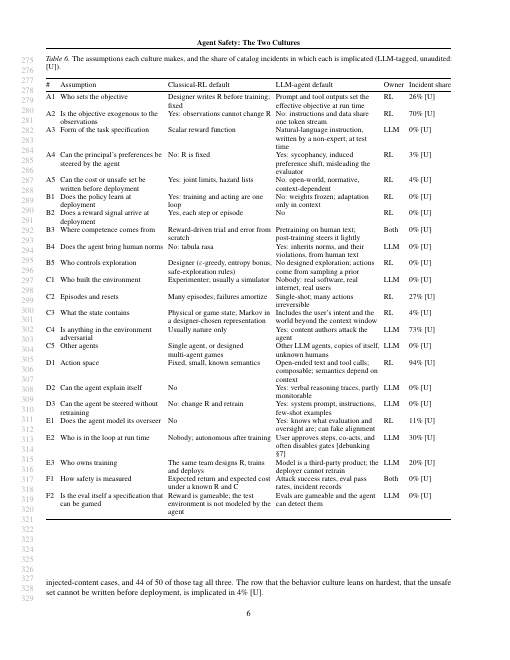 Agent Safety: The Two Cultures
275 Table 6. The assumptions each culture makes, and the share of catalog incidents in which each is implicated (LLM-tagged, unaudited:
276 [U]).
277
278 # Assumption Classical-RL default LLM-agent default Owner Incident share
279 A1 Who sets the objective Designer writes R before training, Prompt and tool outputs set the RL 26% [U]
280 fixed effective objective at run time
281 A2 Is the objective exogenous to the Yes: observations cannot change R No: instructions and data share RL 70% [U]
282 observations one token stream
283 A3 Form of the task specification Scalar reward function Natural-language instruction, LLM 0% [U]
written by a non-expert, at test
284 time
285 A4 Can the principal's preferences be No: R is fixed Yes: sycophancy, induced RL 3% [U]
286 steered by the agent preference shift, misleading the
287 evaluator
288 A5 Can the cost or unsafe set be Yes: joint limits, hazard lists No: open-world, normative, RL 4% [U]
289 written before deployment context-dependent
290 B1 Does the policy learn at Yes: training and acting are one No: weights frozen; adaptation RL 0% [U]
deployment loop only in context
291 B2 Does a reward signal arrive at Yes, each step or episode No RL 0% [U]
deployment
292 B3 Where competence comes from Reward-driven trial and error from Pretraining on human text; Both 0% [U]
293 scratch post-training steers it lightly
294 B4 Does the agent bring human norms No: tabula rasa Yes: inherits norms, and their LLM 0% [U]
295 violations, from human text
296 B5 Who controls exploration Designer (ε-greedy, entropy bonus, No designed exploration; actions RL 0% [U]
safe-exploration rules) come from sampling a prior
297 C1 Who built the environment Experimenter; usually a simulator Nobody: real software, real LLM 0% [U]
298 internet, real users
299 C2 Episodes and resets Many episodes; failures amortize Single-shot; many actions RL 27% [U]
300 irreversible
301 C3 What the state contains Physical or game state; Markov in Includes the user's intent and the RL 4% [U]
302 a designer-chosen representation world beyond the context window
C4 Is anything in the environment Usually nature only Yes: content authors attack the LLM 73% [U]
303 adversarial agent
304 C5 Other agents Single agent, or designed Other LLM agents, copies of itself, LLM 0% [U]
305 multi-agent games unknown humans
306 D1 Action space Fixed, small, known semantics Open-ended text and tool calls; RL 94% [U]
307 composable; semantics depend on
context
308 D2 Can the agent explain itself No Yes: verbal reasoning traces, partly LLM 0% [U]
309 monitorable
D3 Can the agent be steered without No: change R and retrain Yes: system prompt, instructions, LLM 0% [U]
310 retraining few-shot examples
311 E1 Does the agent model its overseer No Yes: knows what evaluation and RL 11% [U]
312 oversight are; can fake alignment
313 E2 Who is in the loop at run time Nobody; autonomous after training User approves steps, co-acts, and LLM 30% [U]
314 often disables gates [debunking
315 §7]
E3 Who owns training The same team designs R, trains Model is a third-party product; the LLM 20% [U]
316 and deploys deployer cannot retrain
317 F1 How safety is measured Expected return and expected cost Attack success rates, eval pass Both 0% [U]
318 under a known R and C rates, incident records
319 F2 Is the eval itself a specification that Reward is gameable; the test Evals are gameable and the agent LLM 0% [U]
320 can be gamed environment is not modeled by the can detect them
agent
321
322
323
324
325
326
327 injected-content cases, and 44 of 50 of those tag all three. The row that the behavior culture leans on hardest, that the unsafe
328 set cannot be written before deployment, is implicated in 4% [U].
329
6